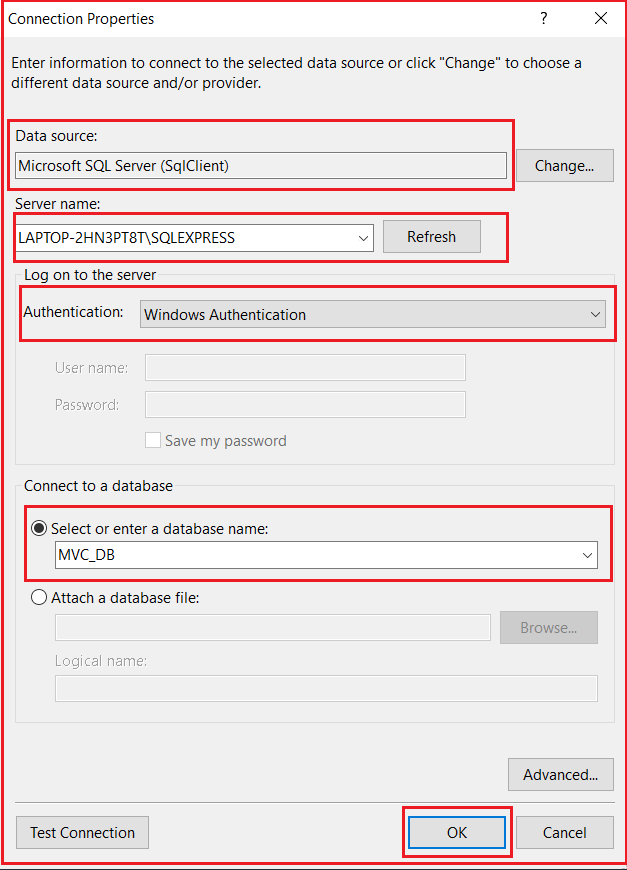 Connection Properties
?
Enter information to connect to the selected data source or click "Change" to choose a
different data source and/or provider.
Data source:
Microsoft SQL Server (SqlClient)
Change...
Server name:
LAPTOP-2HN3PT8T\SQLEXPRESS
Refresh
Log on to the server
Authentication:
Windows Authentication
User name:
Password:
Save my password
Connect to a database
Select or enter a database name:
MVC_DB
Attach a database file:
Browse...
Logical name:
Advanced...
Test Connection
OK
Cancel